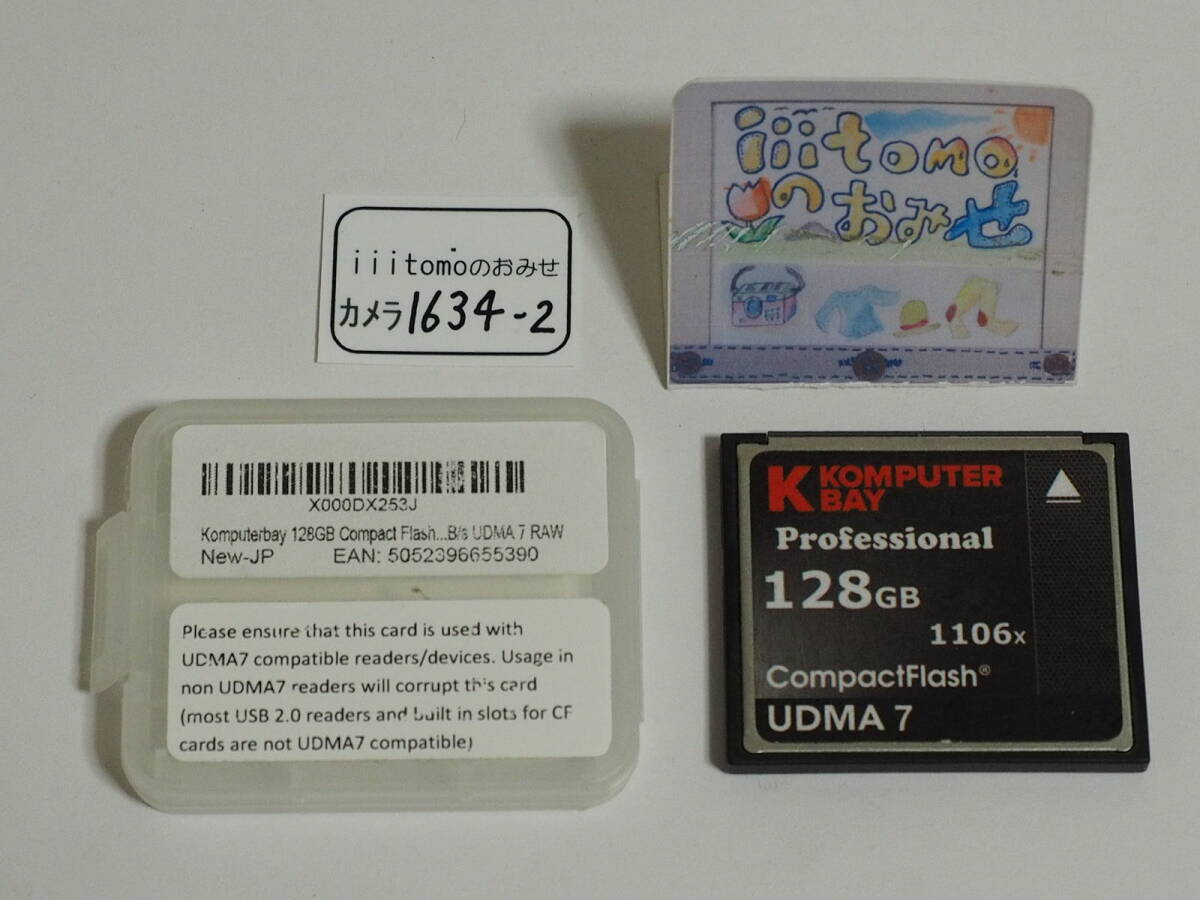 iiitomo
のおみせ
iiitomoのおみせ
カメラ1634-2
X000DX253J
Komputerbay 128GB Compact Flash...B/s UDMA 7 RAW
New-JP EAN: 5052396655390
Please ensure that this card is used with
UDMA7 compatible readers/devices. Usage in
non UDMA7 readers will corrupt this card
(most USB 2.0 readers and built in slots for CF
cards are not UDMA7 compatible)
K KOMPUTER
BAY
Professional
128GB
1106x
CompactFlash®
UDMA 7